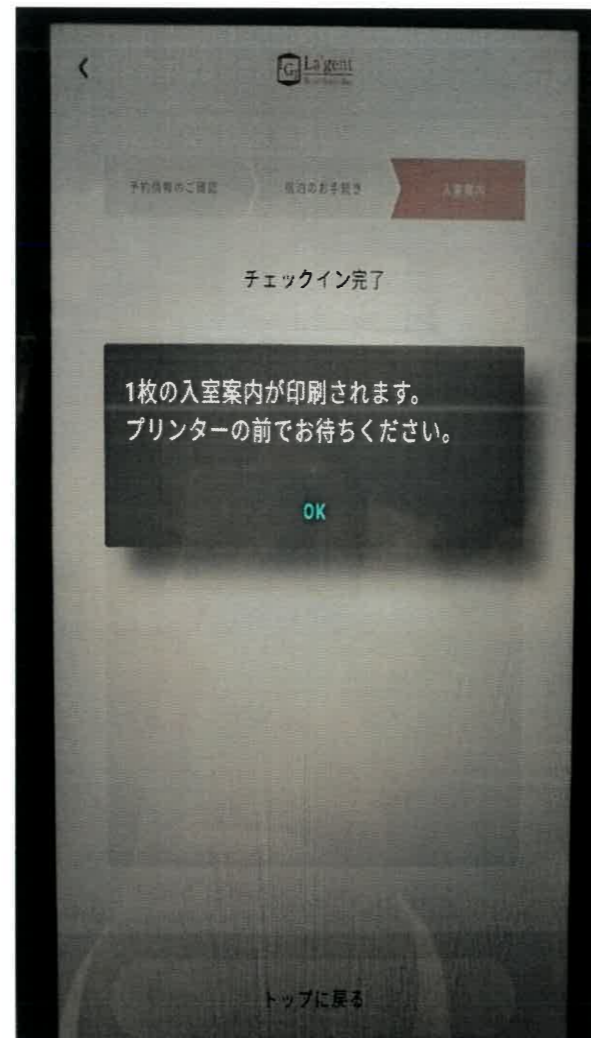 La'gent
予約情報のご確認
宿泊のお手続き
入室案内
チェックイン完了
1枚の入室案内が印刷されます。
プリンターの前でお待ちください。
OK
トップに戻る